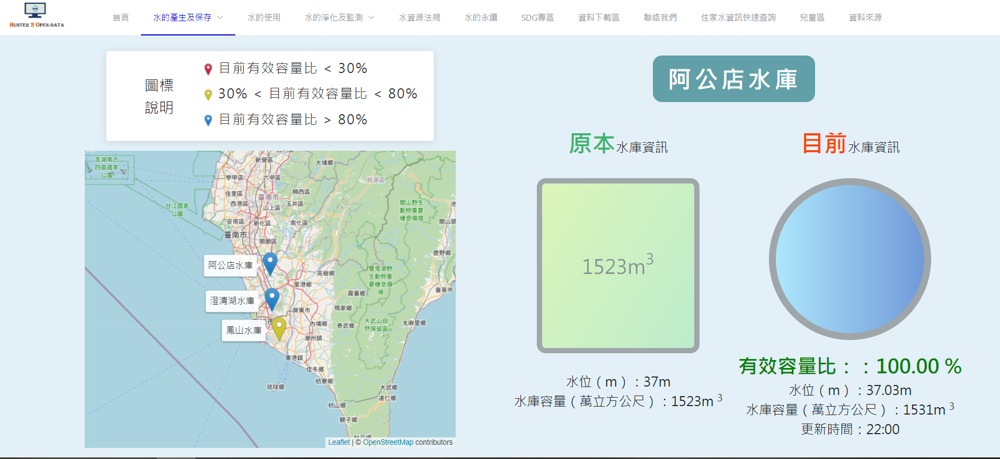 HUNTER 2 OPEN-DATA
首頁
水的產生及保存
水的使用
水的淨化及監測
水資源法規
水的永續
SDG專區
資料下載區
聯絡我們
住家水資訊快速查詢
兒童區
資料來源
圖標
說明
目前有效容量比 < 30%
30% < 目前有效容量比 < 80%
目前有效容量比 > 80%
澎湖南方
四島國家
公園
新營區
大埔鄉
學甲區
六甲區
桃源區
佳里區
楠西區
臺南市
西港區
玉井區
山上區
台江國家
公園
關山野生
動物重要
棲息環境
池
安南區
新化區
南化區
關山鎮
臺南市
關廟區
鹿野鄉
阿公店水庫
高樹鄉
雙鬼湖野
生動物重
要棲息環
境
里港鄉
霧臺鄉
臺東市
澄清湖水庫
屏東市
瑪家鄉
內埔鄉
泰武鄉
大武山自
然保留區
太麻里鄉
鳳山水庫
潮州鎮
東港鎮
佳冬鄉
枋寮鄉
琉球鄉
大武鄉
達仁鄉
枋山鄉
獅子鄉
牡丹鄉
Leaflet | © OpenStreetMap contributors
阿公店水庫
原本水庫資訊
1523m³
水位（m）：37m
水庫容量（萬立方公尺）：1523m ³
目前水庫資訊
有效容量比：：100.00 %
水位（m）：37.03m
水庫容量（萬立方公尺）：1531m ³
更新時間：22:00